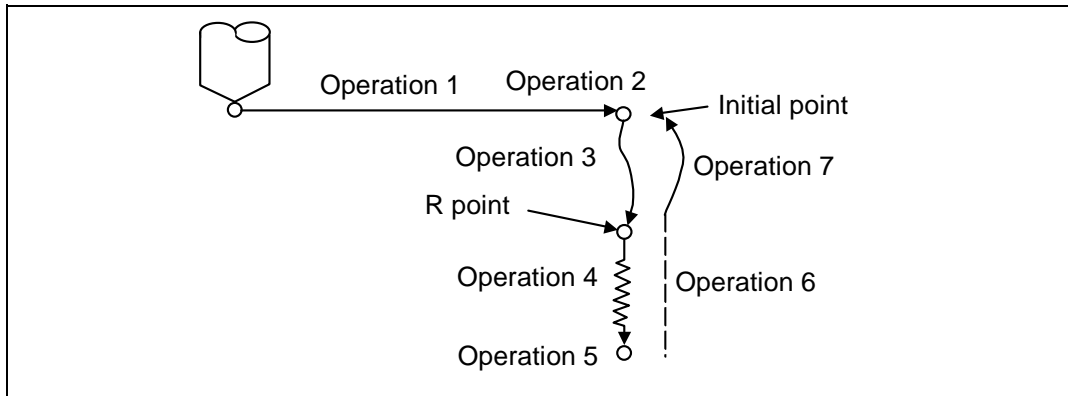 Operation 1
Operation 2
Initial point
Operation 3
Operation 7
R point
Operation 4
Operation 6
Operation 5